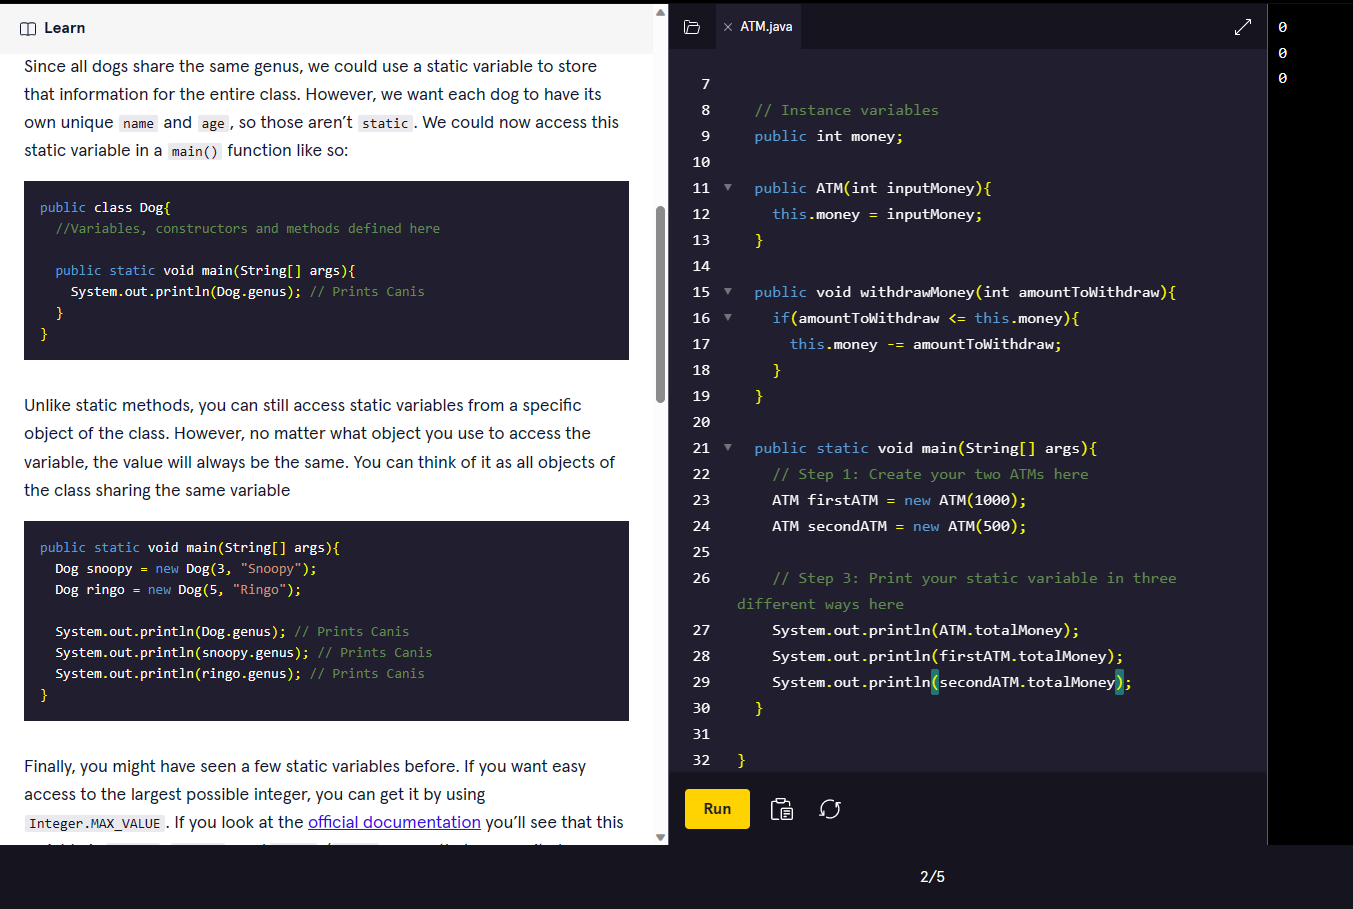 Learn
Since all dogs share the same genus, we could use a static variable to store
that information for the entire class. However, we want each dog to have its
own unique name and age, so those aren’t static. We could now access this
static variable in a main() function like so:
public class Dog{
//Variables, constructors and methods defined here
public static void main(String[] args){
System.out.println(Dog.genus); // Prints Canis
}
}
Unlike static methods, you can still access static variables from a specific
object of the class. However, no matter what object you use to access the
variable, the value will always be the same. You can think of it as all objects of
the class sharing the same variable
public static void main(String[] args){
Dog snoopy = new Dog(3, "Snoopy");
Dog ringo = new Dog(5, "Ringo");
System.out.println(Dog.genus); // Prints Canis
System.out.println(snoopy.genus); // Prints Canis
System.out.println(ringo.genus); // Prints Canis
}
Finally, you might have seen a few static variables before. If you want easy
access to the largest possible integer, you can get it by using
Integer.MAX_VALUE. If you look at the official documentation you’ll see that this
ATM.java
7
8 // Instance variables
9 public int money;
10
11 public ATM(int inputMoney){
12 this.money = inputMoney;
13 }
14
15 public void withdrawMoney(int amountToWithdraw){
16 if(amountToWithdraw <= this.money){
17 this.money -= amountToWithdraw;
18 }
19 }
20
21 public static void main(String[] args){
22 // Step 1: Create your two ATMs here
23 ATM firstATM = new ATM(1000);
24 ATM secondATM = new ATM(500);
25
26 // Step 3: Print your static variable in three
different ways here
27 System.out.println(ATM.totalMoney);
28 System.out.println(firstATM.totalMoney);
29 System.out.println(secondATM.totalMoney);
30 }
31
32 }
Run
0
0
0
2/5